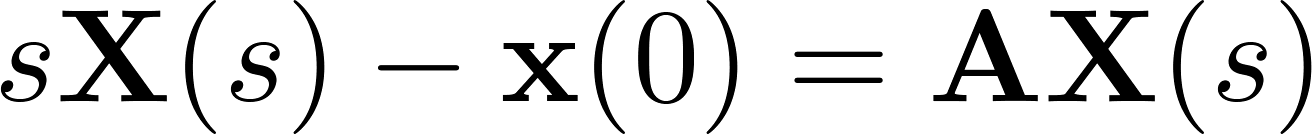 s𝐗(s) − 𝐱(0) = 𝐀𝐗(s)